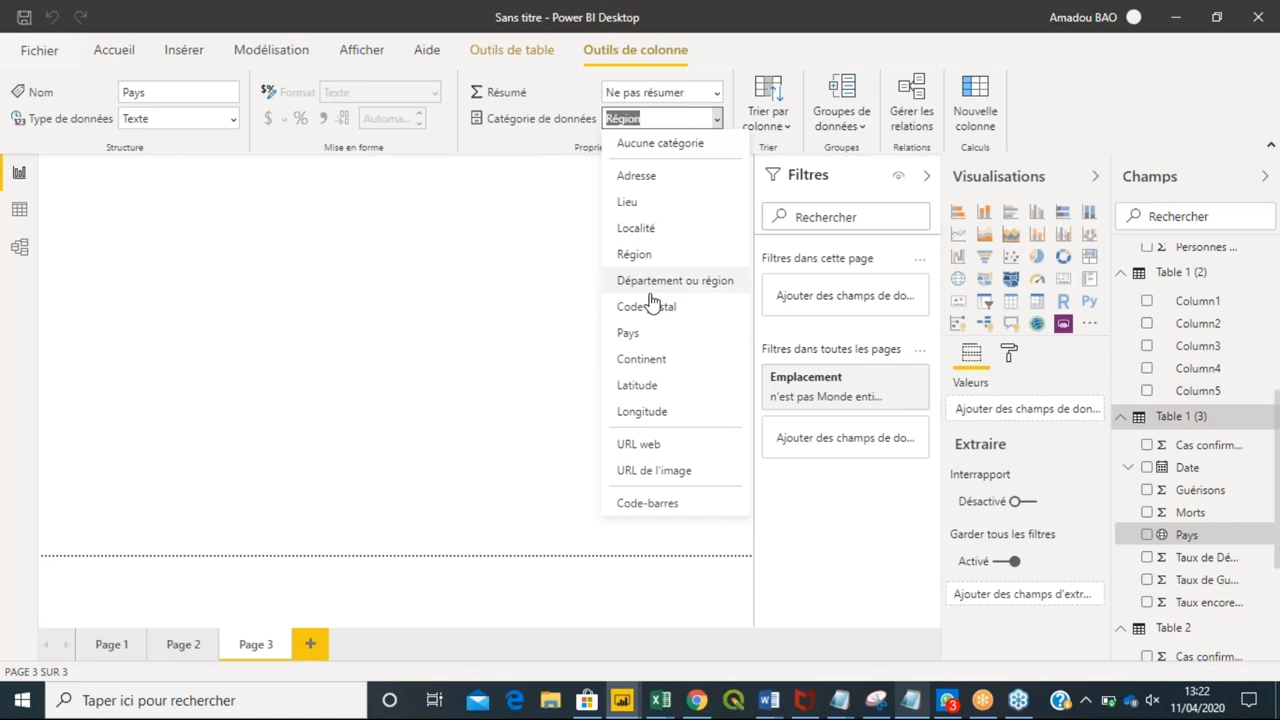 Sans titre - Power BI Desktop
Amadou BAO
Fichier
Accueil
Insérer
Modélisation
Afficher
Aide
Outils de table
Outils de colonne
Nom
Pays
Format
Texte
Résumé
Ne pas résumer
Type de données
Texte
$ % 9
Automa...
Catégorie de données
Région
Trier par
colonne
Groupes de
données
Gérer les
relations
Nouvelle
colonne
Structure
Mise en forme
Proprié
Trier
Groupes
Relations
Calculs
Aucune catégorie
Adresse
Lieu
Localité
Région
Département ou région
Pays
Continent
Latitude
Longitude
URL web
URL de l'image
Code-barres
Filtres
Rechercher
Filtres dans cette page
...
Ajouter des champs de do...
Filtres dans toutes les pages
...
Emplacement
n'est pas Monde enti...
Ajouter des champs de do...
Visualisations
R
Py
...
Valeurs
Ajouter des champs de don...
Extraire
Interrapport
Désactivé
Garder tous les filtres
Activé
Ajouter des champs d'extr...
Champs
Rechercher
Personnes ...
Table 1 (2)
Column1
Column2
Column3
Column4
Column5
Table 1 (3)
Cas confirm...
Date
Guérisons
Morts
Pays
Taux de Dé...
Taux de Gu...
Taux encore...
Table 2
Cas confirm...
Page 1
Page 2
Page 3
+
PAGE 3 SUR 3
Taper ici pour rechercher
3
13:22
11/04/2020